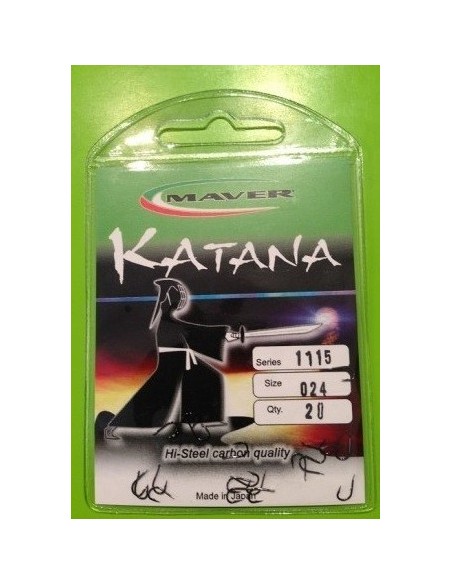 MAVER
KATANA
Series 1115
Size 024
Qty. 20
Hi-Steel carbon quality
Made in Japan